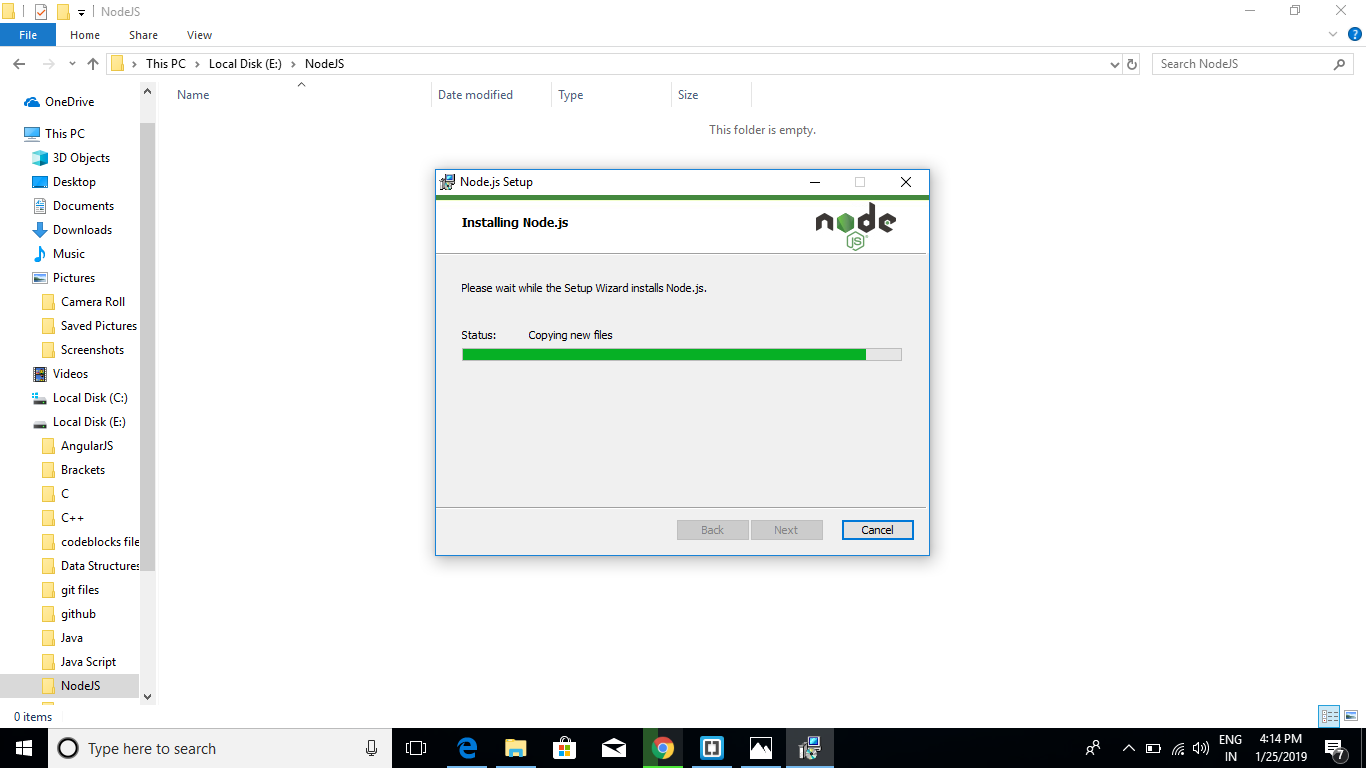 NodeJS
File Home Share View
This PC Local Disk (E:) NodeJS
Search NodeJS
Name Date modified Type Size
This folder is empty.
OneDrive
This PC
3D Objects
Desktop
Documents
Downloads
Music
Pictures
Camera Roll
Saved Pictures
Screenshots
Videos
Local Disk (C:)
Local Disk (E:)
AngularJS
Brackets
C
C++
codeblocks file
Data Structures
git files
github
Java
Java Script
NodeJS
Node.js Setup
Installing Node.js
node
JS
Please wait while the Setup Wizard installs Node.js.
Status: Copying new files
Back Next Cancel
0 items
Type here to search
ENG
IN
4:14 PM
1/25/2019
7